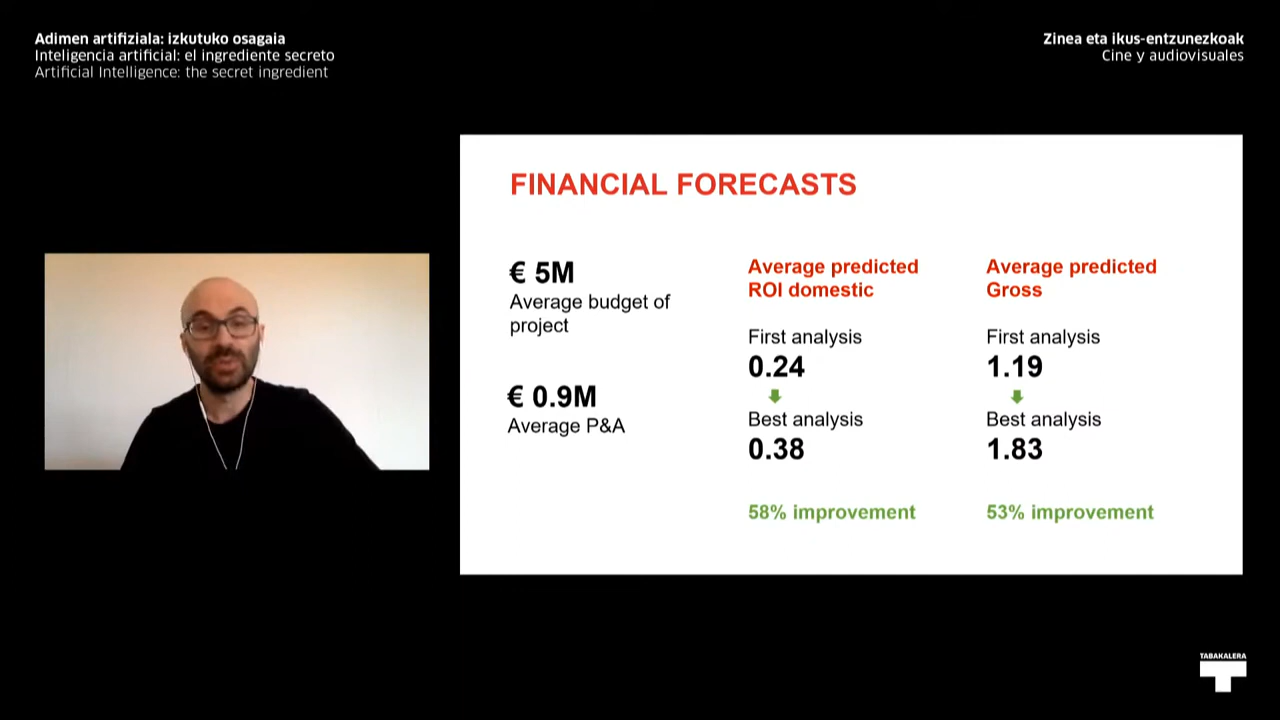 Adimen artifiziala: izkutuko osagaia
Inteligencia artificial: el ingrediente secreto
Artificial Intelligence: the secret ingredient
Zinea eta ikus-entzunezkoak
Cine y audiovisuales
FINANCIAL FORECASTS
€ 5M
Average budget of
project
€ 0.9M
Average P&A
Average predicted
ROI domestic
First analysis
0.24
Best analysis
0.38
58% improvement
Average predicted
Gross
First analysis
1.19
Best analysis
1.83
53% improvement
TABAKALERA